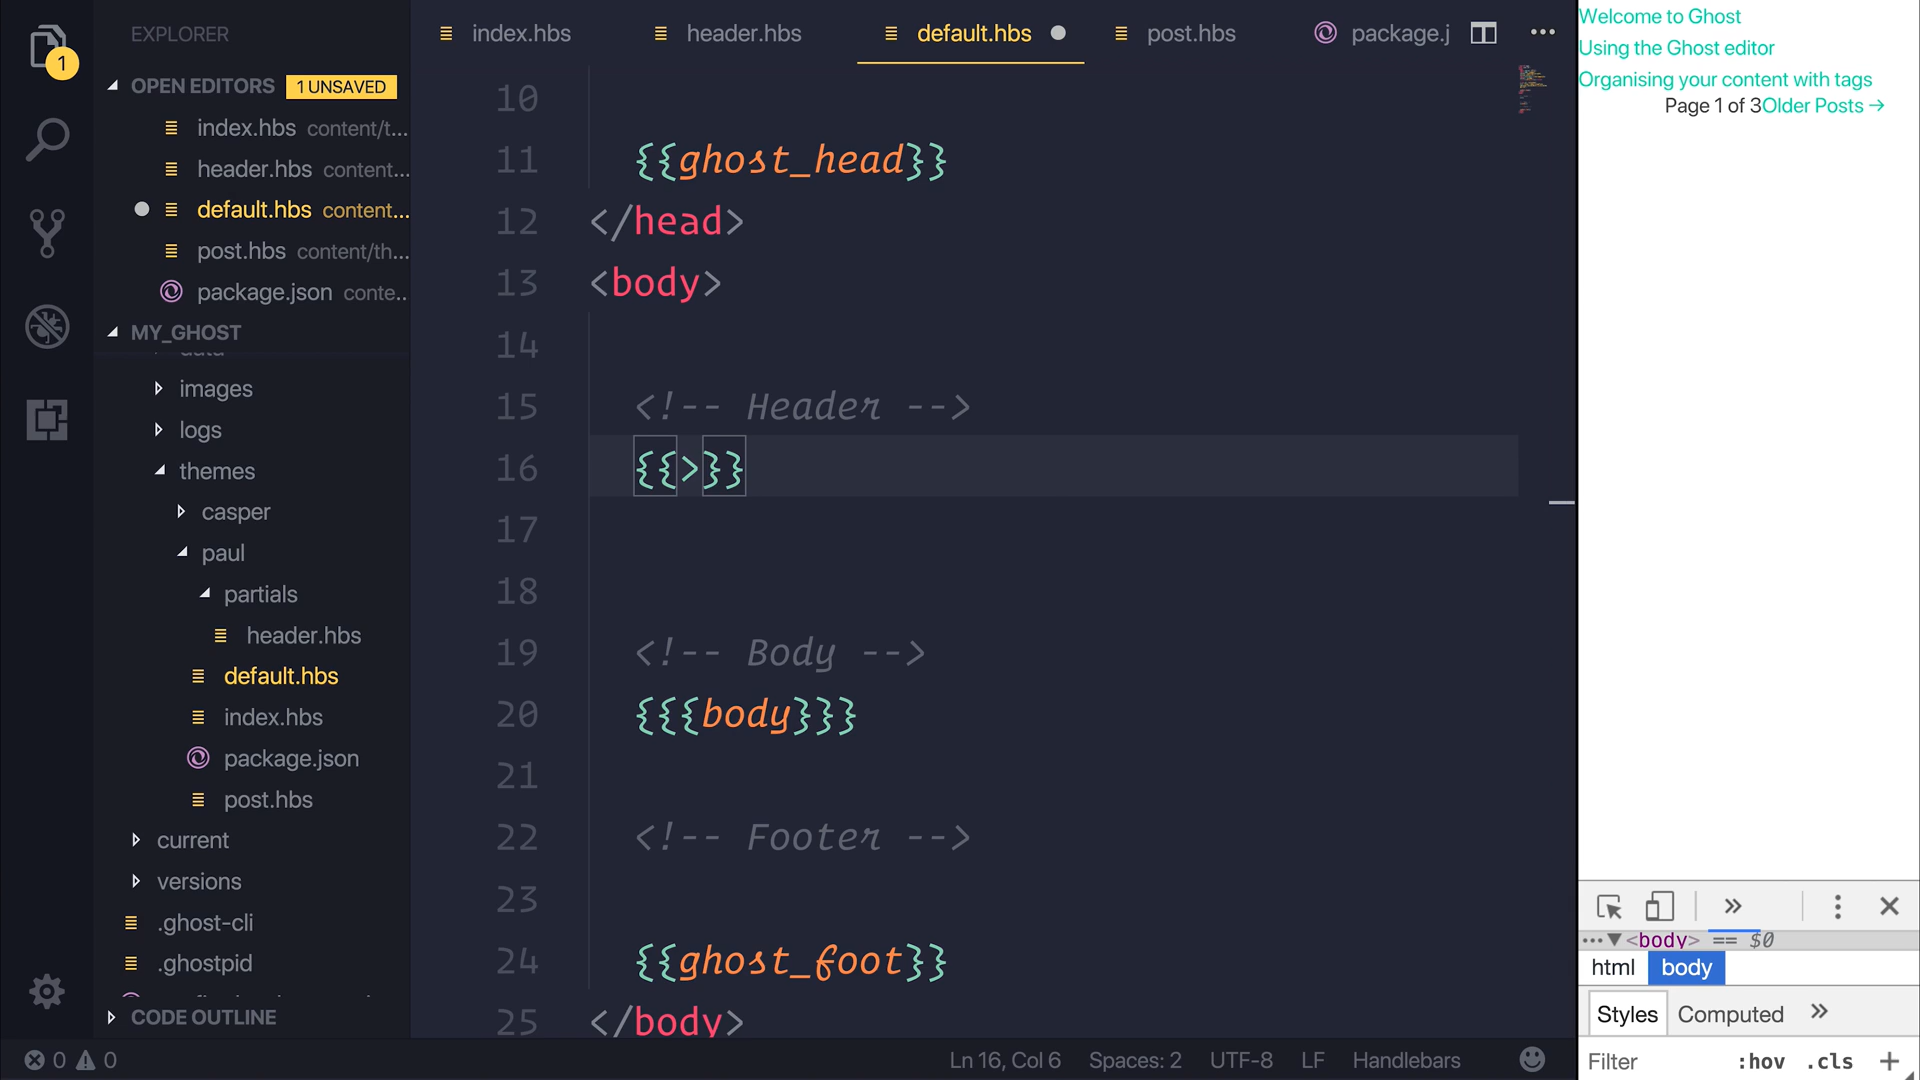 EXPLORER
OPEN EDITORS 1 UNSAVED
index.hbs content/t...
header.hbs content...
default.hbs content...
post.hbs content/th...
package.json conte..
MY_GHOST
data
images
logs
themes
casper
paul
partials
header.hbs
default.hbs
index.hbs
package.json
post.hbs
current
versions
.ghost-cli
.ghostpid
CODE OUTLINE
1
index.hbs header.hbs default.hbs post.hbs package.j
10
11 {{ghost_head}}
12 </head>
13 <body>
14
15 <!-- Header -->
16 {{>}}
17
18
19 <!-- Body -->
20 {{{body}}}
21
22 <!-- Footer -->
23
24 {{ghost_foot}}
25 </body>
0 0 Ln 16, Col 6 Spaces: 2 UTF-8 LF Handlebars
Welcome to Ghost
Using the Ghost editor
Organising your content with tags
Page 1 of 3Older Posts →
<body> == $0
html body
Styles Computed
Filter :hov .cls +